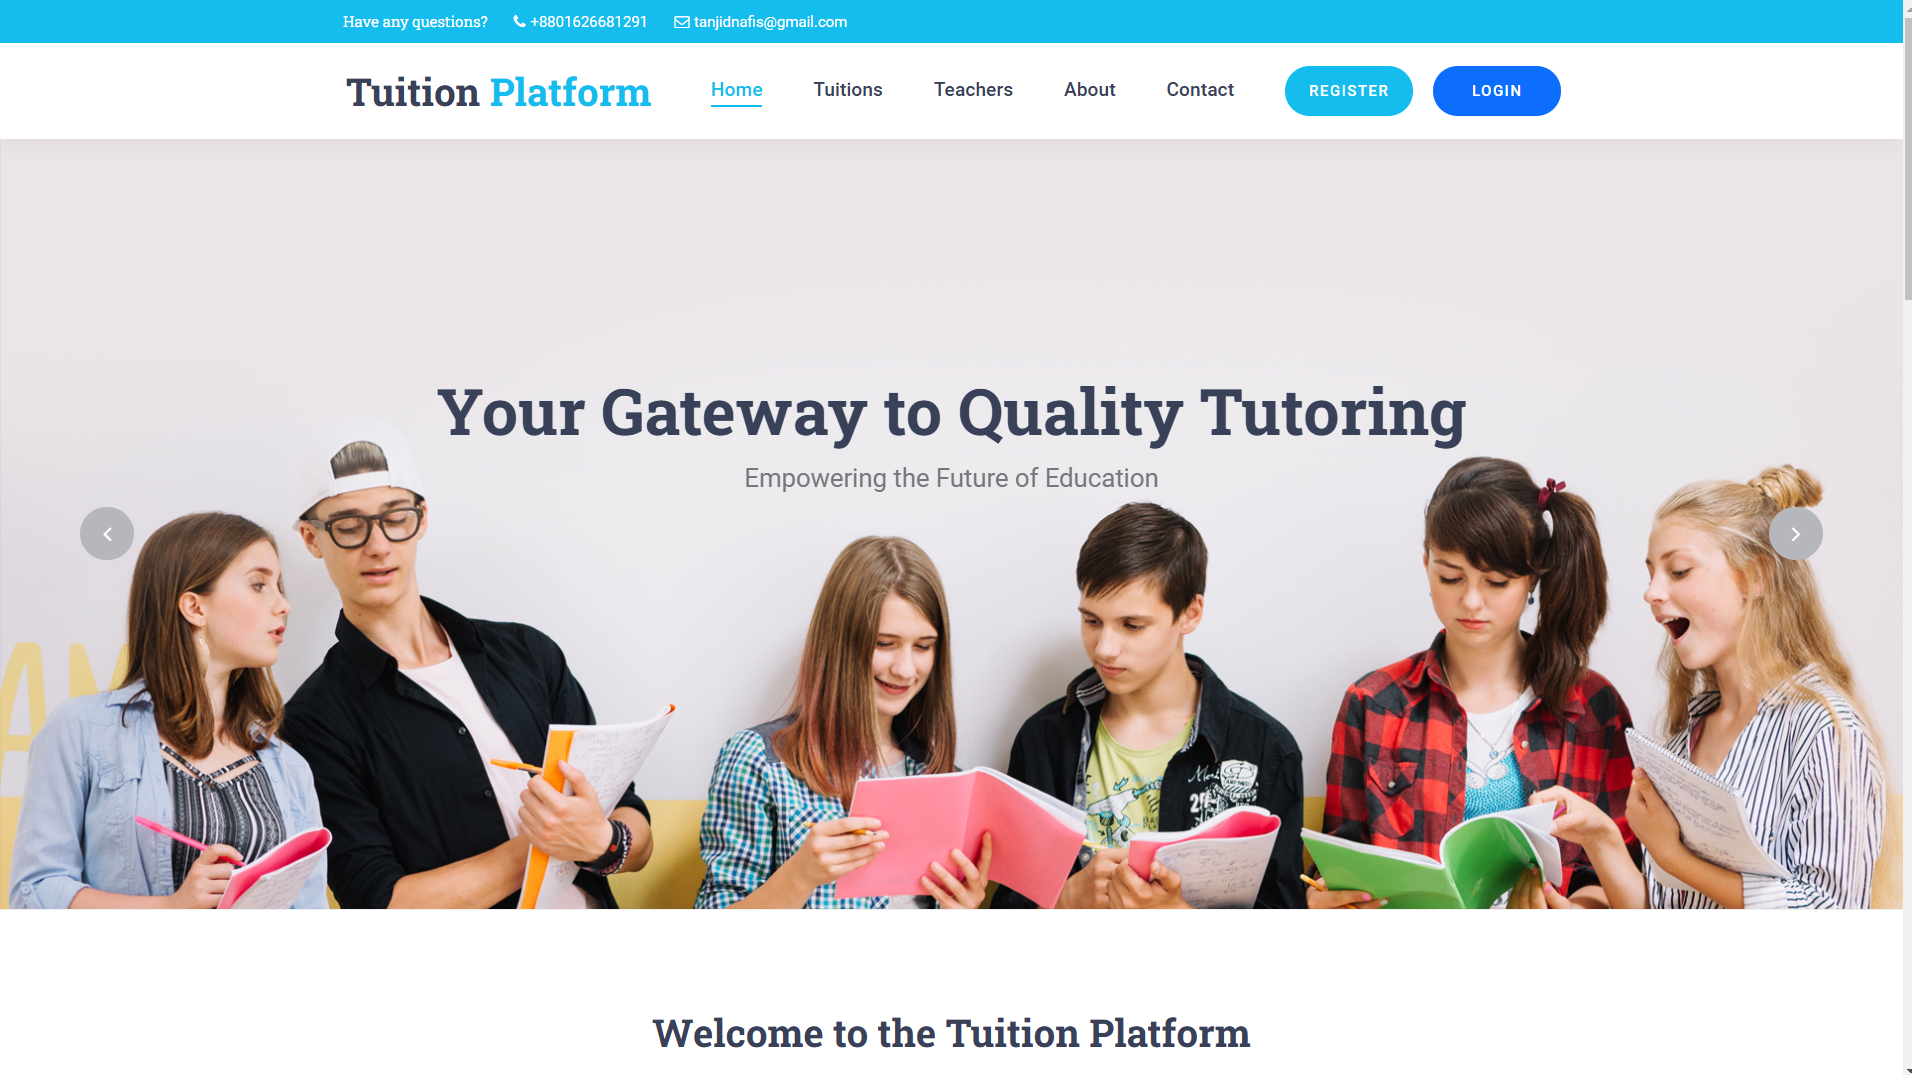 Have any questions? +8801626681291 tanjidnafis@gmail.com
Tuition Platform Home Tuitions Teachers About Contact REGISTER LOGIN
Your Gateway to Quality Tutoring
Empowering the Future of Education
Welcome to the Tuition Platform